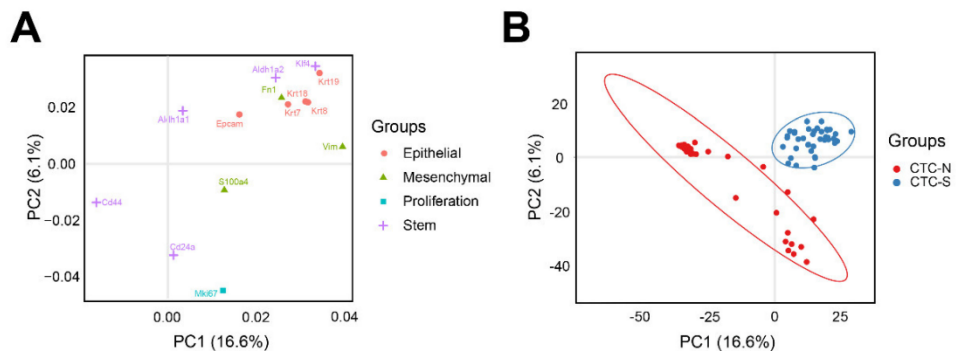 A
B
PC2 (6.1%)
0.02
0.00
−0.02
−0.04
0.00
0.02
0.04
PC1 (16.6%)
Aldh1a2
Klf4
Krt19
Fn1
Krt18
Krt7
Krt8
Epcam
Aldh1a1
Vim
S100a4
Cd44
Cd24a
Mki67
Groups
Epithelial
Mesenchymal
Proliferation
Stem
PC2 (6.1%)
20
0
-20
-40
-50
-25
0
25
PC1 (16.6%)
Groups
CTC-N
CTC-S